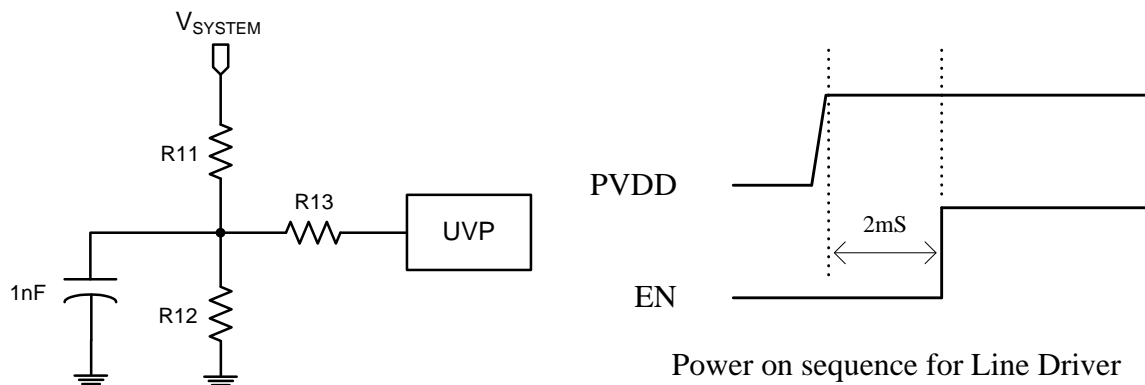 VSYSTEM
R11
R13
UVP
1nF
R12
PVDD
2mS
EN
Power on sequence for Line Driver